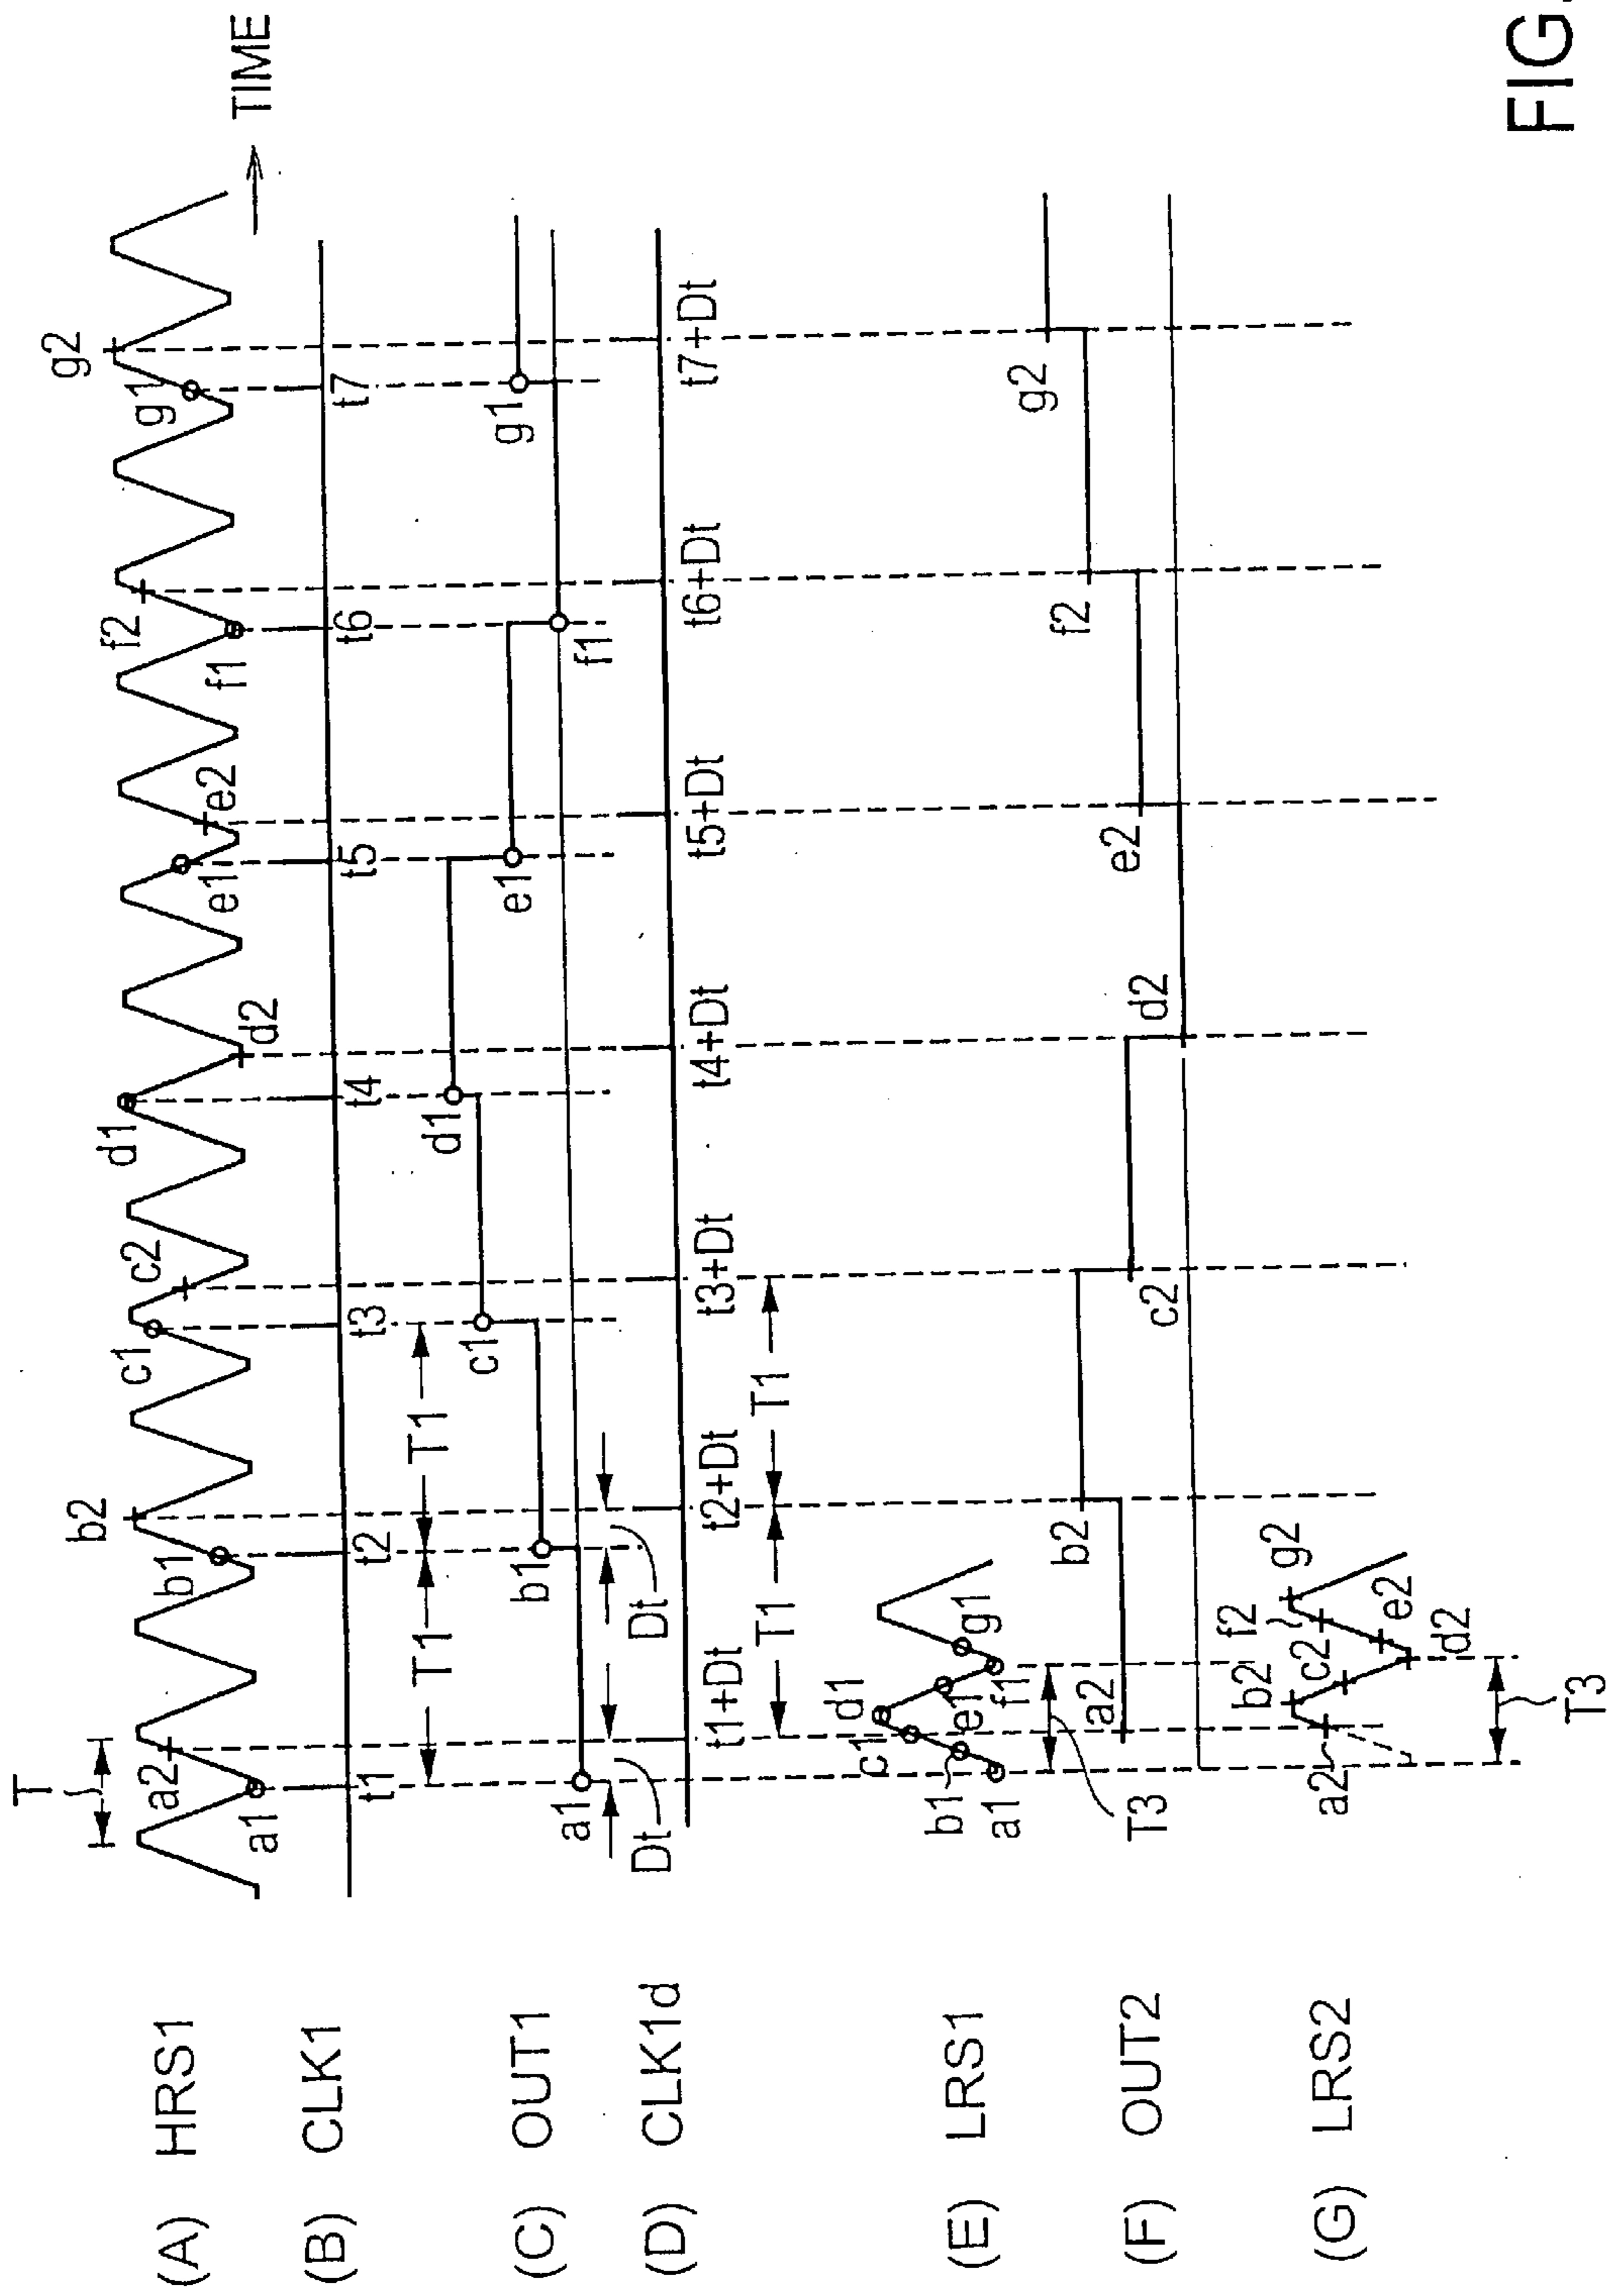 T
a1 a2 b1 b2 c1 c2 d1 d2 e1 e2 f1 f2 g1 g2
TIME
(A) HRS1
(B) CLK1
t1 t2 t3 t4 t5 t6 t7
T1 T1
(C) OUT1
a1 b1 c1 d1 e1 f1 g1
Dt Dt
(D) CLK1d
t1+Dt t2+Dt t3+Dt t4+Dt t5+Dt t6+Dt t7+Dt
T1 T1
(E) LRS1
a1 b1 c1 d1 e1 f1 g1
T3
(F) OUT2
a2 b2 c2 d2 e2 f2 g2
(G) LRS2
a2 b2 c2 f2 g2 e2 d2
T3
FIG.